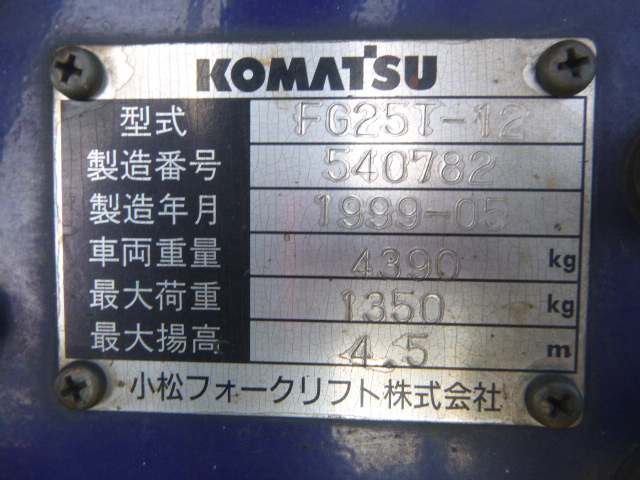 KOMATSU
型式 FG25T-12
製造番号 540782
製造年月 1999-05
車両重量 4390 kg
最大荷重 1350 kg
最大揚高 4.5 m
小松フォークリフト株式会社